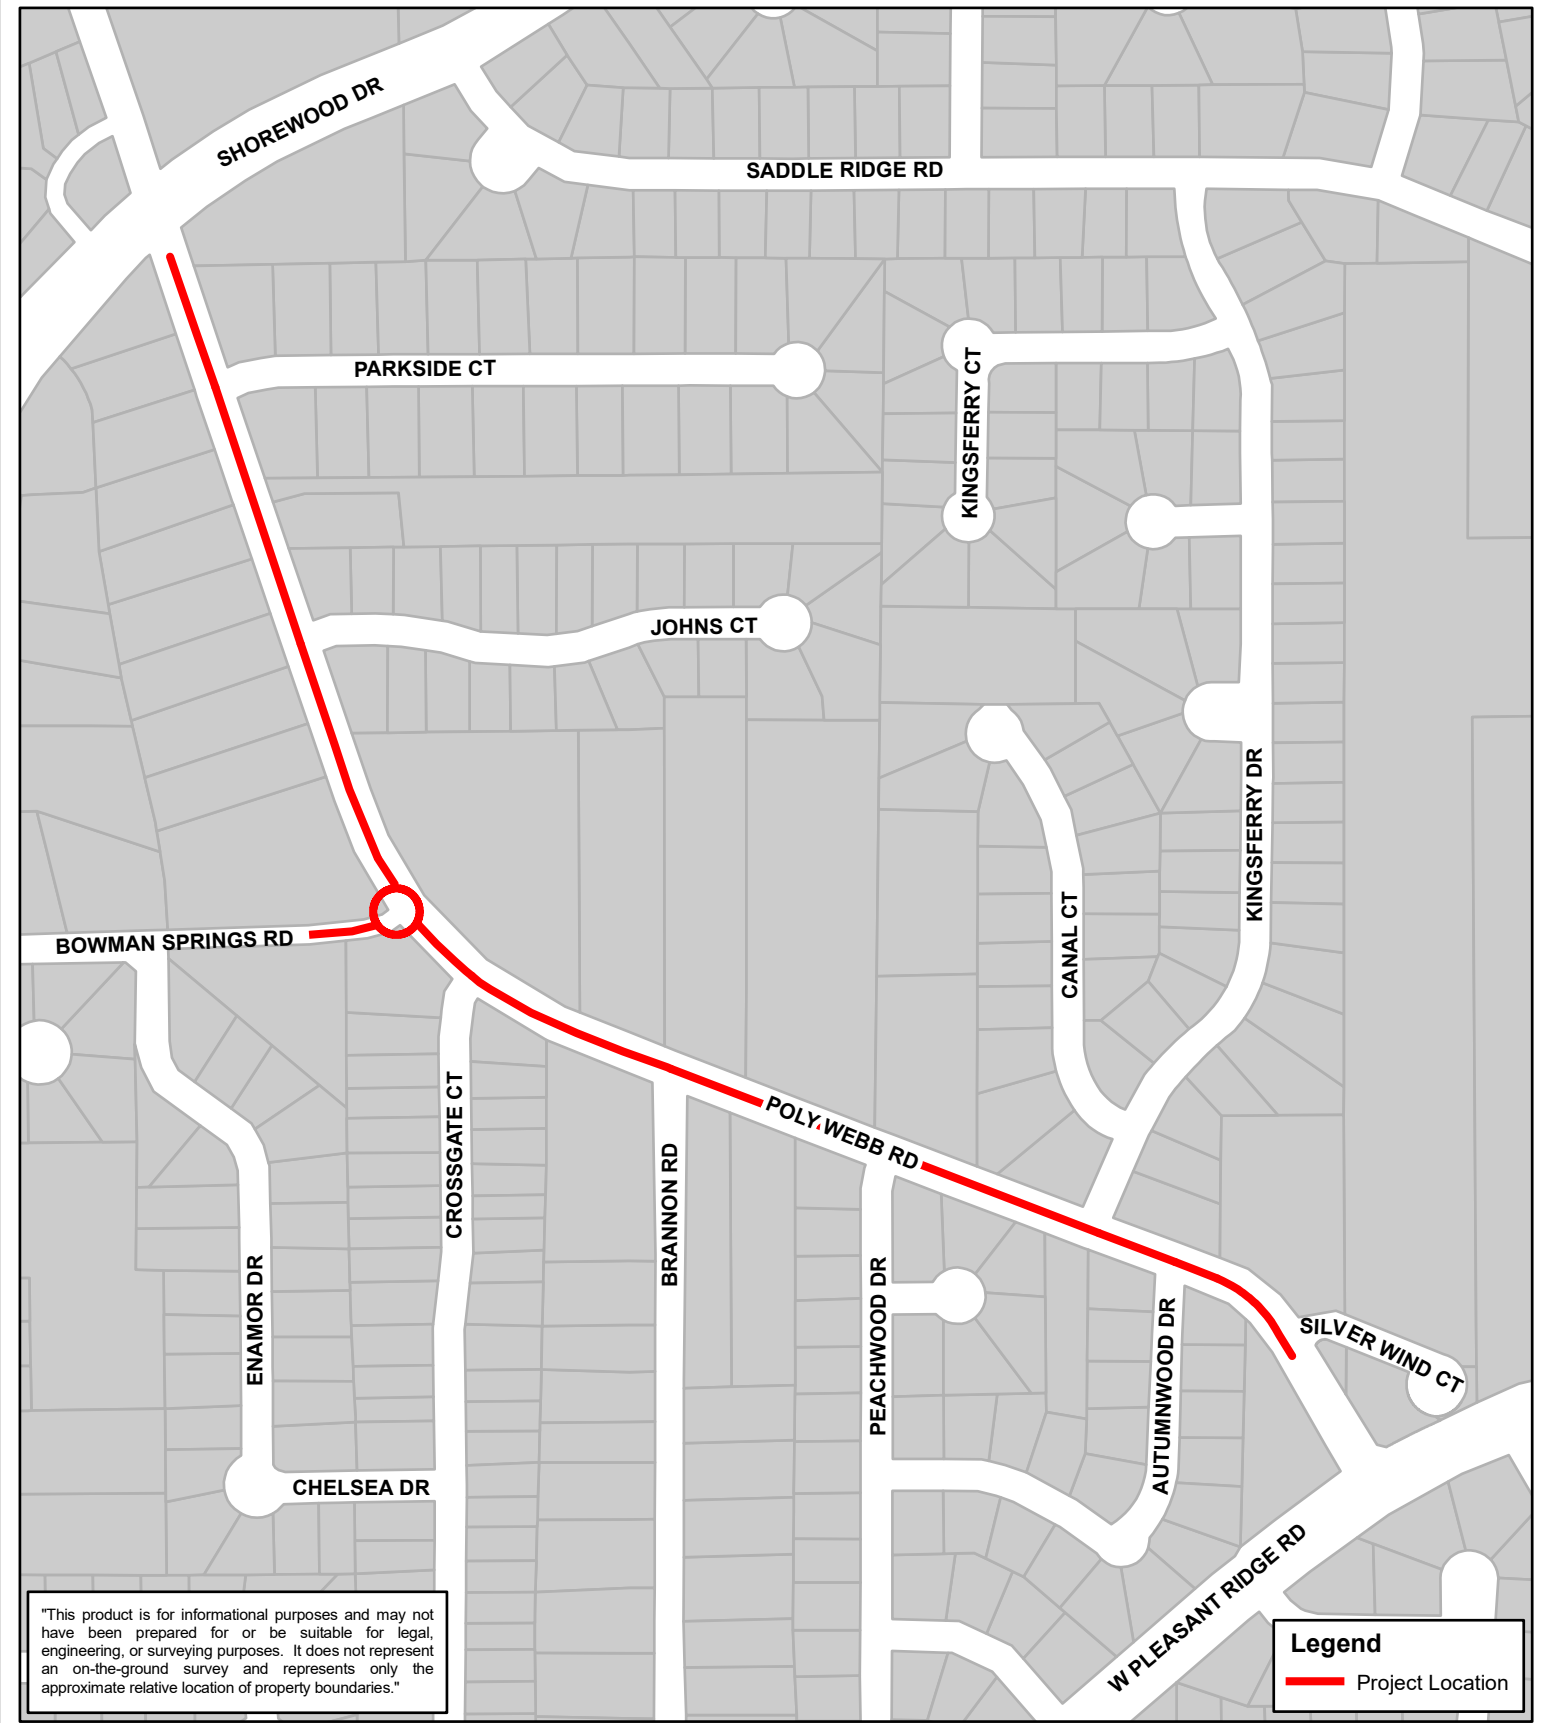 SHOREWOOD DR
SADDLE RIDGE RD
PARKSIDE CT
KINGSFERRY CT
JOHNS CT
KINGSFERRY DR
CANAL CT
BOWMAN SPRINGS RD
CROSSGATE CT
POLY WEBB RD
BRANNON RD
ENAMOR DR
PEACHWOOD DR
AUTUMNWOOD DR
SILVER WIND CT
CHELSEA DR
W PLEASANT RIDGE RD
"This product is for informational purposes and may not
have been prepared for or be suitable for legal,
engineering, or surveying purposes. It does not represent
an on-the-ground survey and represents only the
approximate relative location of property boundaries."
Legend
Project Location